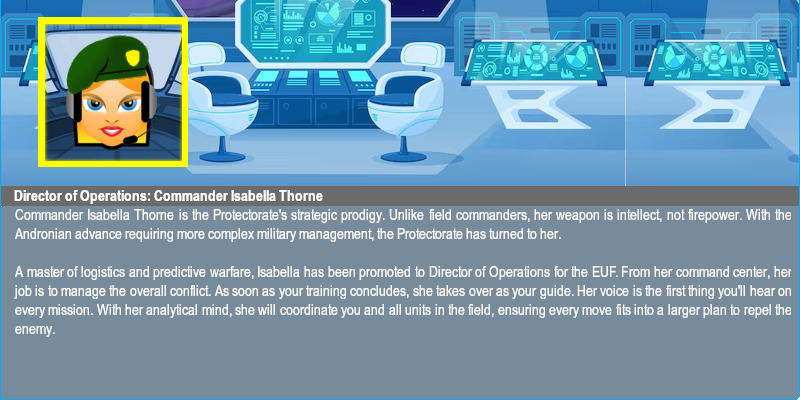 Director of Operations: Commander Isabella Thorne
Commander Isabella Thorne is the Protectorate's strategic prodigy. Unlike field commanders, her weapon is intellect, not firepower. With the
Andronian advance requiring more complex military management, the Protectorate has turned to her.
A master of logistics and predictive warfare, Isabella has been promoted to Director of Operations for the EUF. From her command center, her
job is to manage the overall conflict. As soon as your training concludes, she takes over as your guide. Her voice is the first thing you'll hear on
every mission. With her analytical mind, she will coordinate you and all units in the field, ensuring every move fits into a larger plan to repel the
enemy.